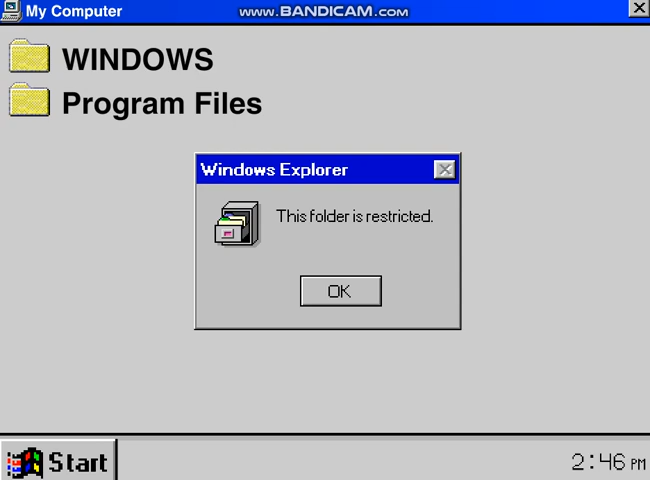 My Computer
www.BANDICAM.com
WINDOWS
Program Files
Windows Explorer
This folder is restricted.
OK
Start
2:46 PM